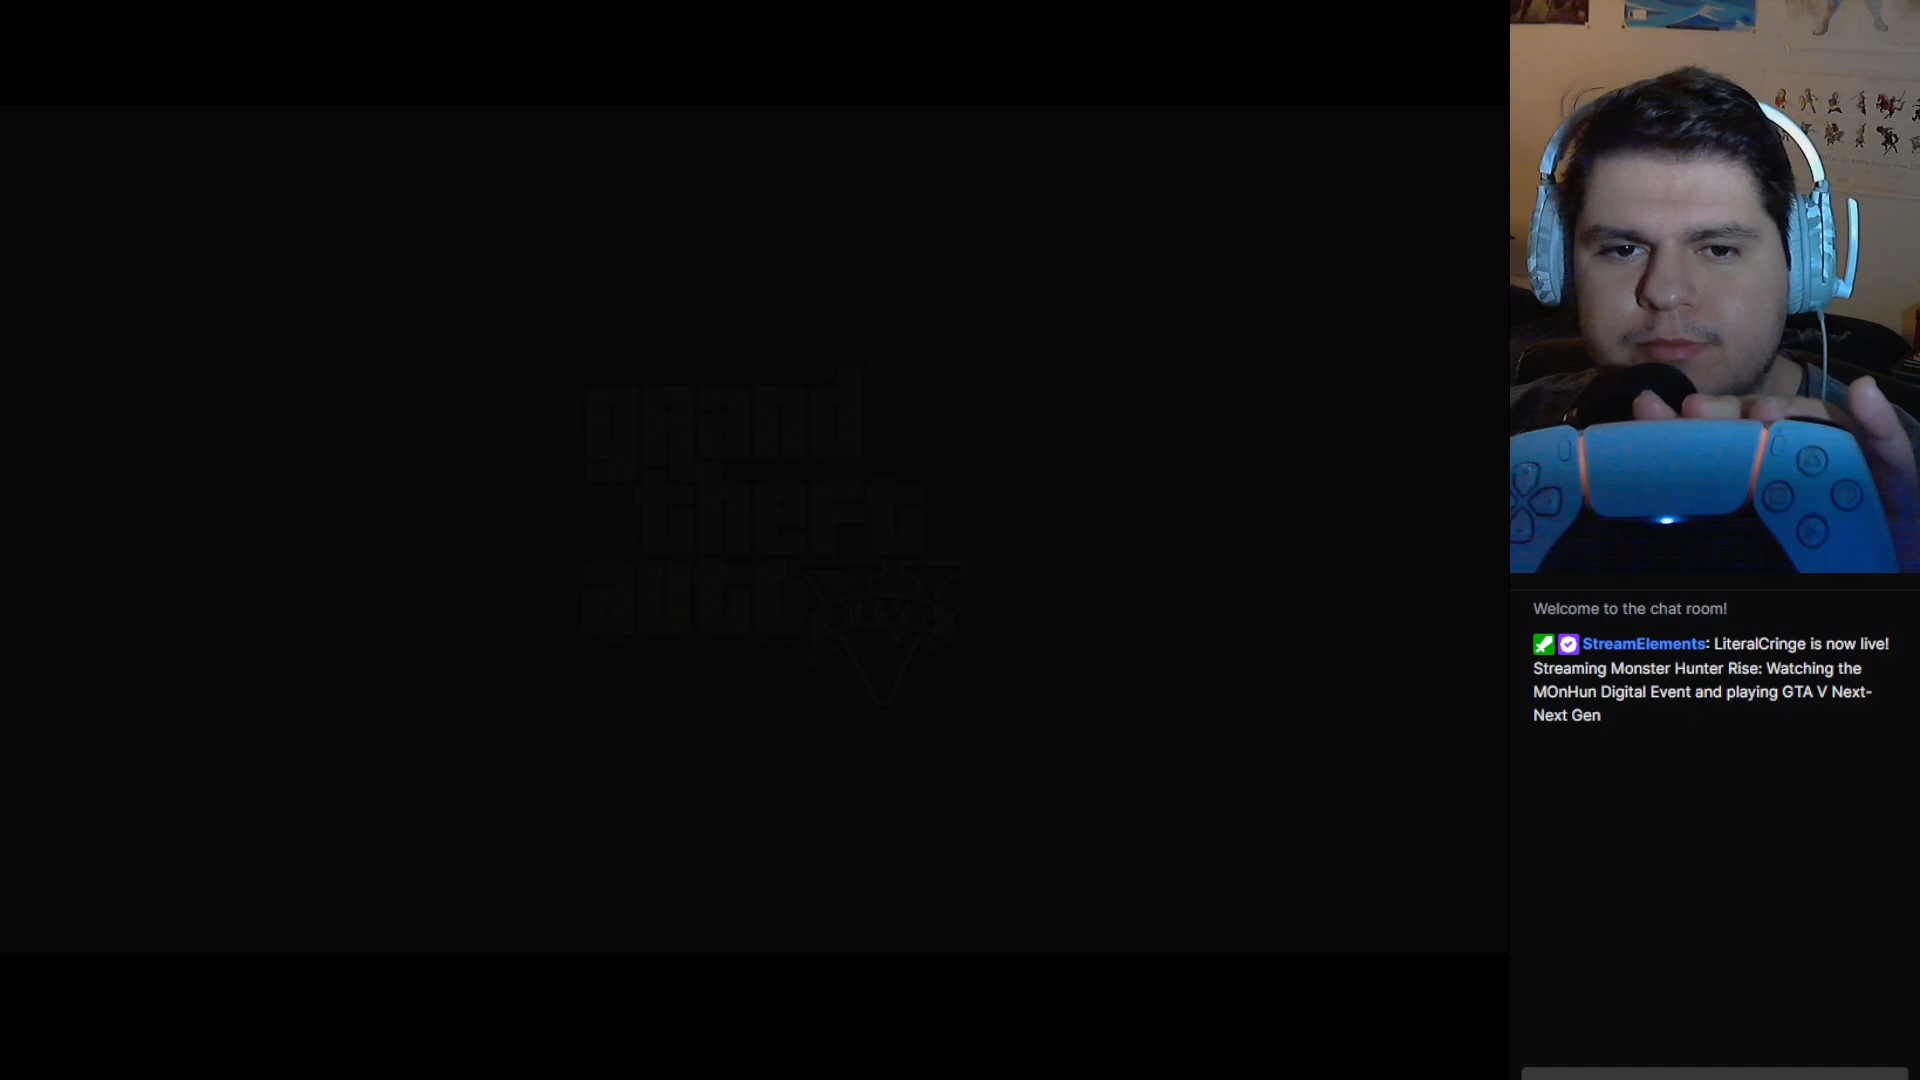 grand
theft
auto V
FIVE
Welcome to the chat room!
StreamElements: LiteralCringe is now live!
Streaming Monster Hunter Rise: Watching the
MOnHun Digital Event and playing GTA V Next-
Next Gen